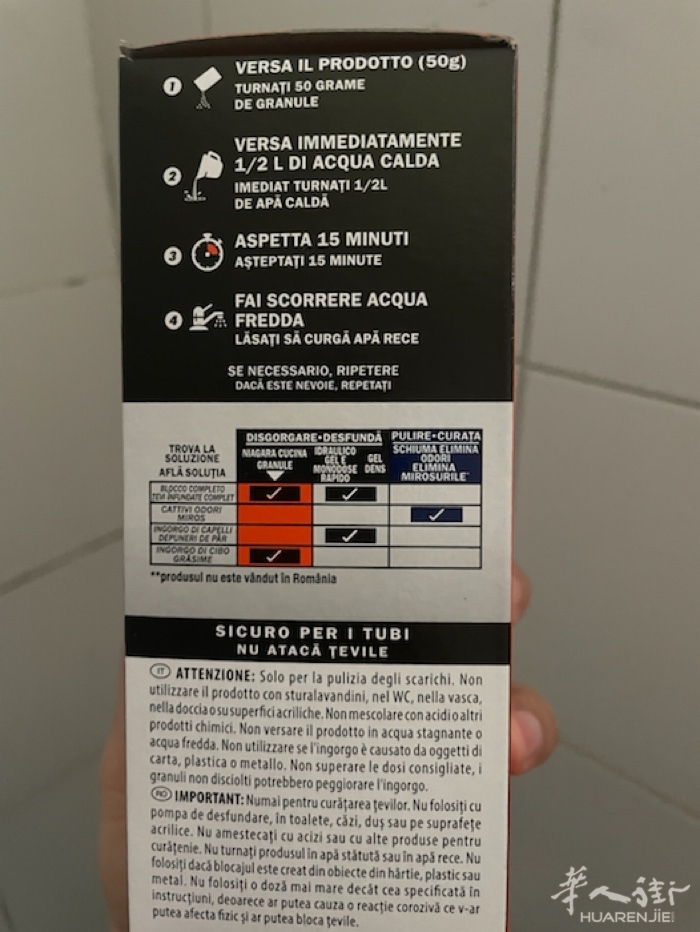 1
VERSA IL PRODOTTO (50g)
TURNAȚI 50 GRAME
DE GRANULE
2
VERSA IMMEDIATAMENTE
1/2 L DI ACQUA CALDA
IMEDIAT TURNAȚI 1/2L
DE APĂ CALDĂ
3
ASPETTA 15 MINUTI
AȘTEPTAȚI 15 MINUTE
4
FAI SCORRERE ACQUA
FREDDA
LĂSAȚI SĂ CURGĂ APĂ RECE
SE NECESSARIO, RIPETERE
DACĂ ESTE NEVOIE, REPETAȚI
TROVA LA
SOLUZIONE
AFLĂ SOLUȚIA
DISGORGARE•DESFUNDĂ
NIAGARA CUCINA
GRANULE
IDRAULICO
GEL E
MONODOSE
RAPIDO
GEL
DENS
PULIRE•CURAȚA
SCHIUMA ELIMINA
ODORI
ELIMINA
MIROSURILE**
BLOCCO COMPLETO
ȚEVI INFUNDATE COMPLET
CATTIVI ODORI
MIROS
INGORGO DI CAPELLI
DEPUNERI DE PĂR
INGORGO DI CIBO
GRĂSIME
**produsul nu este vândut în România
SICURO PER I TUBI
NU ATACĂ ȚEVILE
IT ATTENZIONE: Solo per la pulizia degli scarichi. Non
utilizzare il prodotto con sturalavandini, nel WC, nella vasca,
nella doccia o su superfici acriliche. Non mescolare con acidi o altri
prodotti chimici. Non versare il prodotto in acqua stagnante o
acqua fredda. Non utilizzare se l'ingorgo è causato da oggetti di
carta, plastica o metallo. Non superare le dosi consigliate, i
granuli non disciolti potrebbero peggiorare l'ingorgo.
RO IMPORTANT: Numai pentru curățarea țevilor. Nu folosiți cu
pompa de desfundare, în toalete, căzi, duș sau pe suprafețe
acrilice. Nu amestecați cu acizi sau cu alte produse pentru
curățenie. Nu turnați produsul în apă stătută sau în apă rece. Nu
folosiți dacă blocajul este creat din obiecte din hârtie, plastic sau
metal. Nu folosiți o doză mai mare decât cea specificată în
instrucțiuni, deoarece ar putea cauza o reacție corozivă ce v-ar
putea afecta fizic și ar putea bloca țevile.
华人街
HUARENJIE